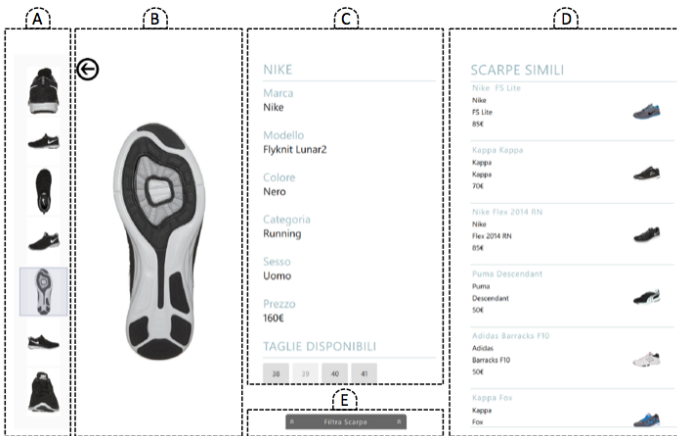 A
B
C
D
NIKE
Marca
Nike
Modello
Flyknit Lunar2
Colore
Nero
Categoria
Running
Sesso
Uomo
Prezzo
160€
TAGLIE DISPONIBILI
38 39 40 41
E
Filtra Scarpa
SCARPE SIMILI
Nike FS Lite
Nike
FS Lite
85€
Kappa Kappa
Kappa
Kappa
70€
Nike Flex 2014 RN
Nike
Flex 2014 RN
85€
Puma Descendant
Puma
Descendant
50€
Adidas Barracks F10
Adidas
Barracks F10
50€
Kappa Fox
Kappa
Fox